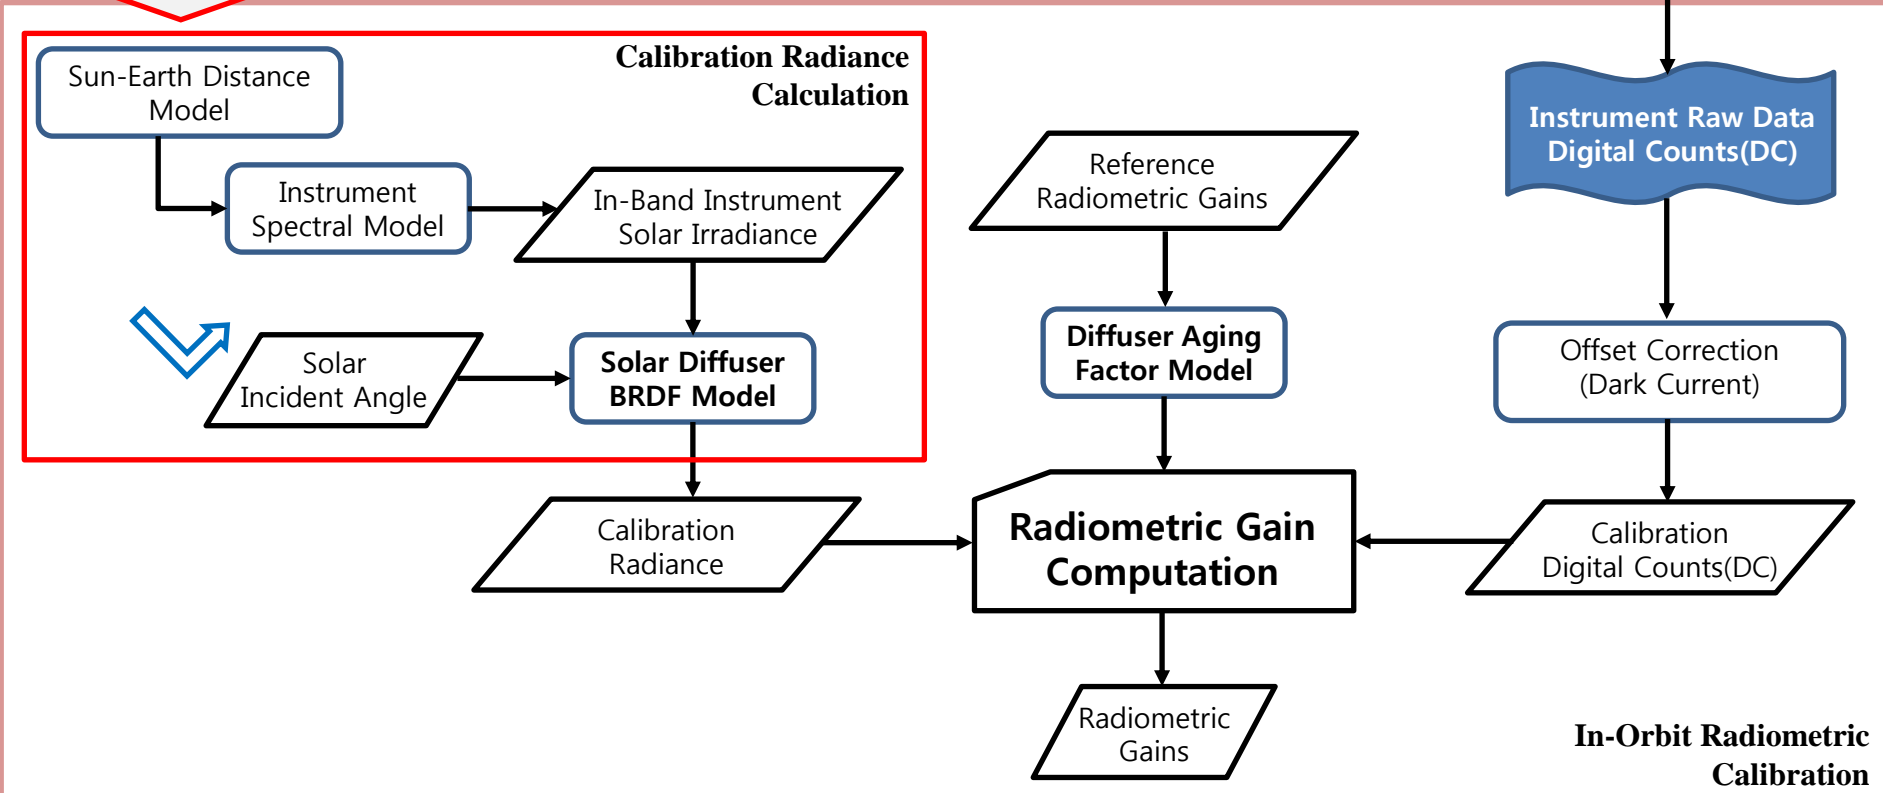 Calibration Radiance
Calculation
Sun-Earth Distance
Model
Instrument
Spectral Model
In-Band Instrument
Solar Irradiance
Solar
Incident Angle
Solar Diffuser
BRDF Model
Calibration
Radiance
Reference
Radiometric Gains
Diffuser Aging
Factor Model
Radiometric Gain
Computation
Radiometric
Gains
Instrument Raw Data
Digital Counts(DC)
Offset Correction
(Dark Current)
Calibration
Digital Counts(DC)
In-Orbit Radiometric
Calibration